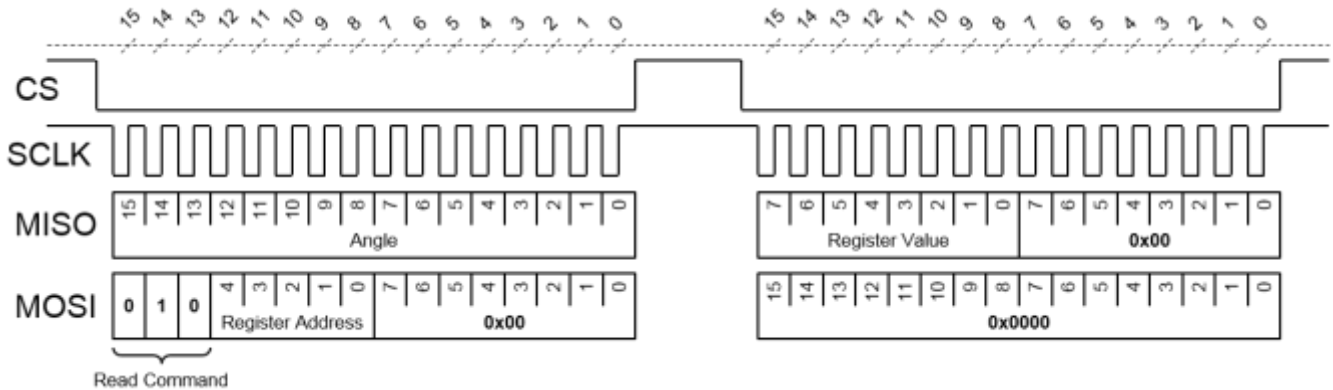 15 14 13 12 11 10 9 8 7 6 5 4 3 2 1 0 15 14 13 12 11 10 9 8 7 6 5 4 3 2 1 0
CS
SCLK
MISO 15 14 13 12 11 10 9 8 7 6 5 4 3 2 1 0 7 6 5 4 3 2 1 0 7 6 5 4 3 2 1 0
Angle Register Value 0x00
MOSI 0 1 0 4 3 2 1 0 7 6 5 4 3 2 1 0 15 14 13 12 11 10 9 8 7 6 5 4 3 2 1 0
Register Address 0x00 0x0000
Read Command